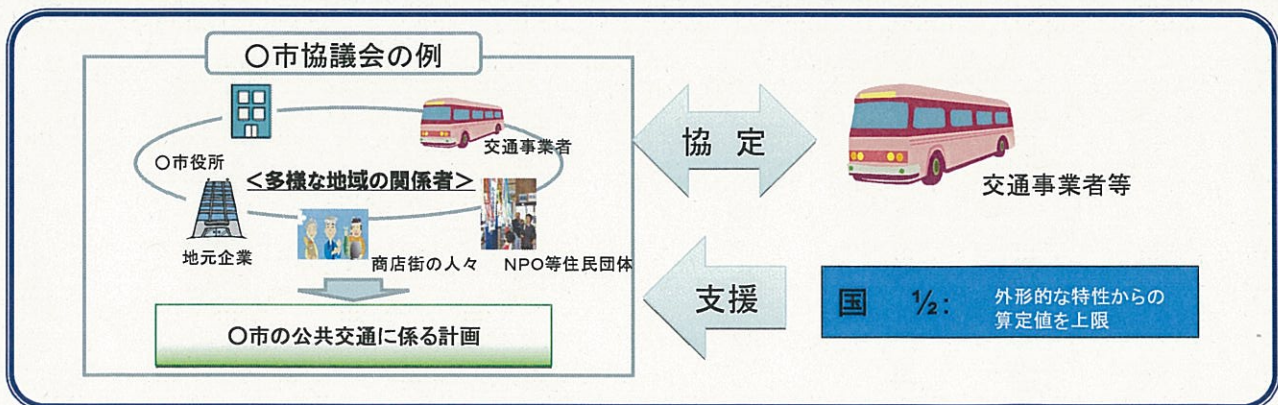 〇市協議会の例
交通事業者
〇市役所
<多様な地域の関係者>
地元企業
商店街の人々
NPO等住民団体
〇市の公共交通に係る計画
協 定
交通事業者等
支援
国 ½: 外形的な特性からの
算定値を上限